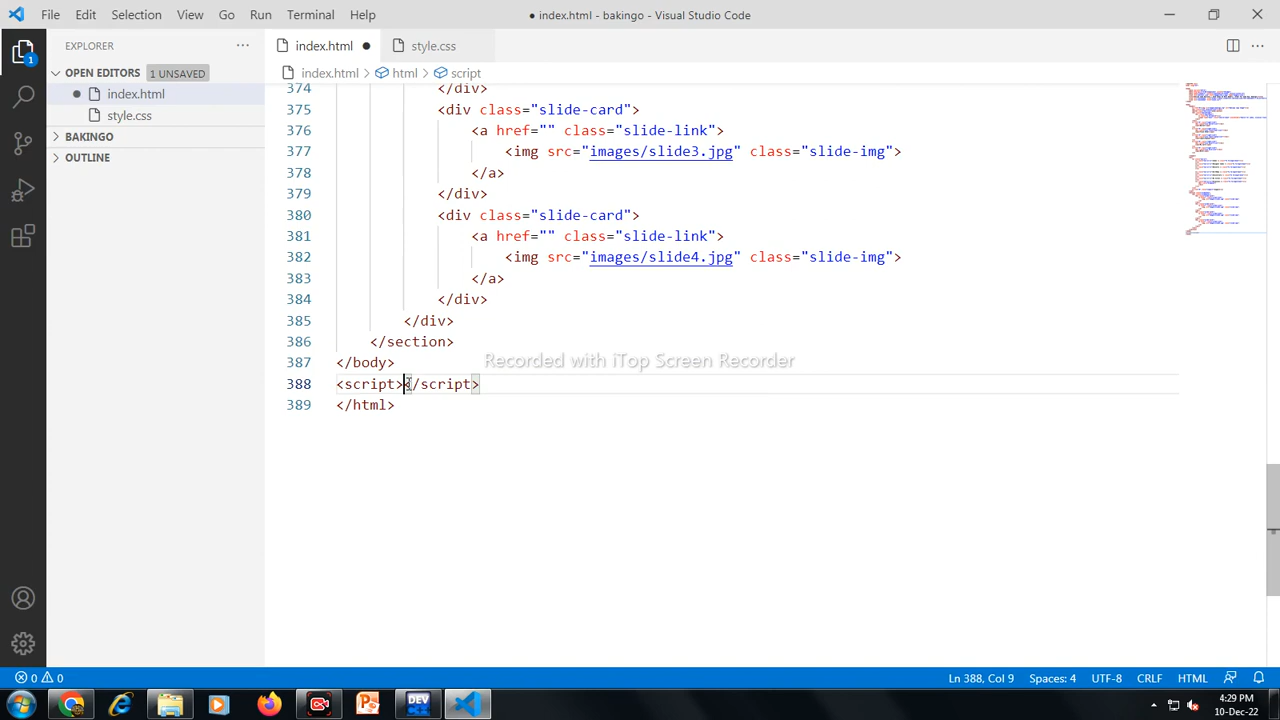 File Edit Selection View Go Run Terminal Help
● index.html - bakingo - Visual Studio Code
EXPLORER
index.html
style.css
OPEN EDITORS 1 UNSAVED
index.html > html > script
index.html
style.css
BAKINGO
OUTLINE
374 </div>
375 <div class="slide-card">
376 <a href="" class="slide-link">
377 <img src="images/slide3.jpg" class="slide-img">
378 </a>
379 </div>
380 <div class="slide-card">
381 <a href="" class="slide-link">
382 <img src="images/slide4.jpg" class="slide-img">
383 </a>
384 </div>
385 </div>
386 </section>
387 </body>
Recorded with iTop Screen Recorder
388 <script></script>
389 </html>
1
0 0
Ln 388, Col 9 Spaces: 4 UTF-8 CRLF HTML
DEV
4:29 PM
10-Dec-22